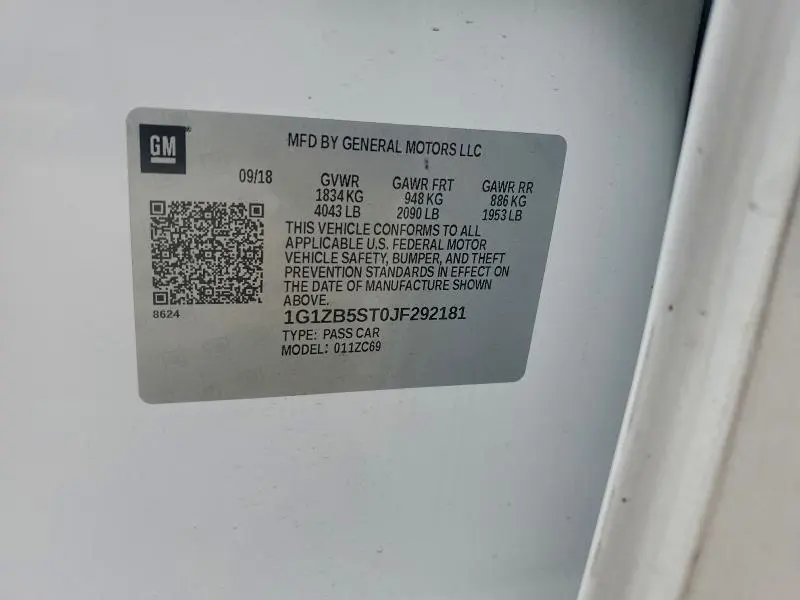 GM
MFD BY GENERAL MOTORS LLC
09/18 GVWR GAWR FRT GAWR RR
1834 KG 948 KG 886 KG
4043 LB 2090 LB 1953 LB
THIS VEHICLE CONFORMS TO ALL
APPLICABLE U.S. FEDERAL MOTOR
VEHICLE SAFETY, BUMPER, AND THEFT
PREVENTION STANDARDS IN EFFECT ON
THE DATE OF MANUFACTURE SHOWN
ABOVE.
8624
1G1ZB5ST0JF292181
TYPE: PASS CAR
MODEL: 011ZC69